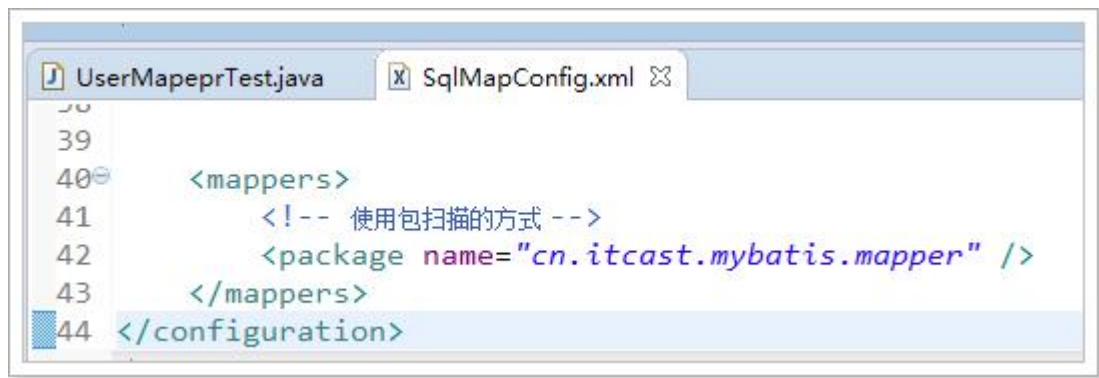 UserMapeprTest.java SqlMapConfig.xml
39
40 <mappers>
41 <!-- 使用包扫描的方式 -->
42 <package name="cn.itcast.mybatis.mapper" />
43 </mappers>
44 </configuration>